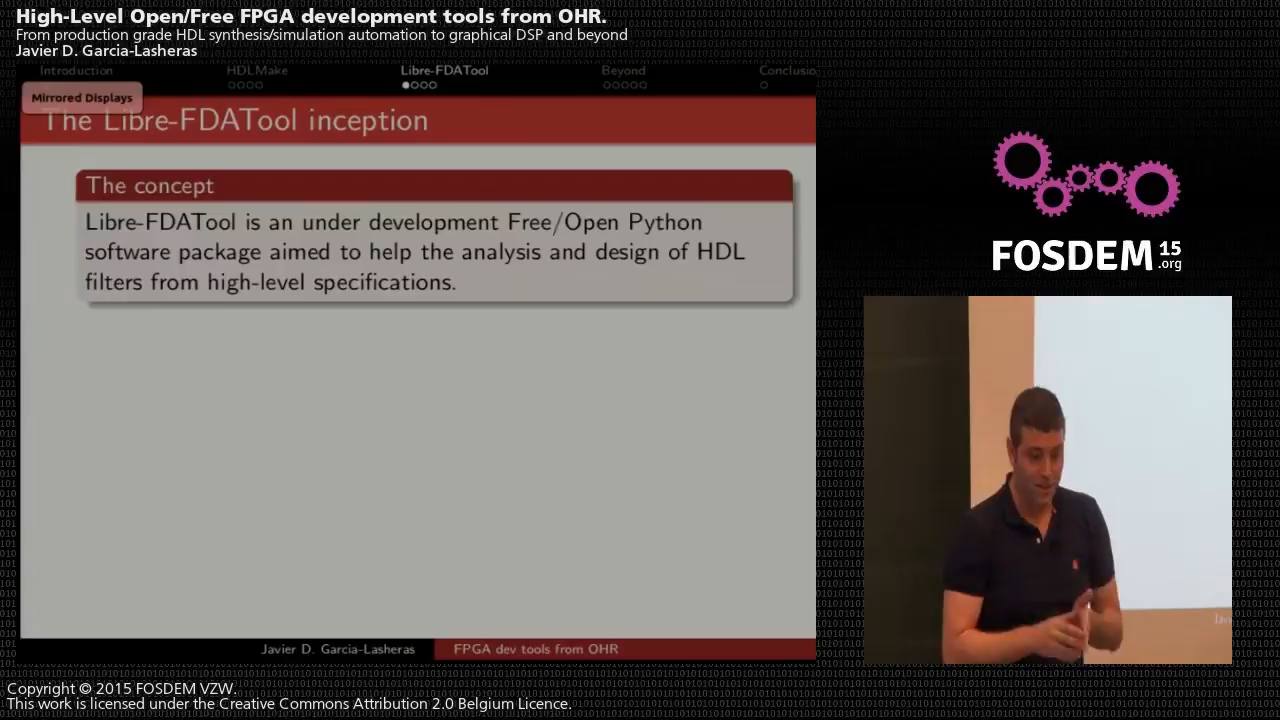 High-Level Open/Free FPGA development tools from OHR.
From production grade HDL synthesis/simulation automation to graphical DSP and beyond
Javier D. Garcia-Lasheras
Introduction HDLMake Libre-FDATool Beyond Conclusio
Mirrored Displays
The Libre-FDATool inception
The concept
Libre-FDATool is an under development Free/Open Python
software package aimed to help the analysis and design of HDL
filters from high-level specifications.
Javier D. Garcia-Lasheras FPGA dev tools from OHR
FOSDEM 15 .org
Copyright © 2015 FOSDEM VZW.
This work is licensed under the Creative Commons Attribution 2.0 Belgium Licence.